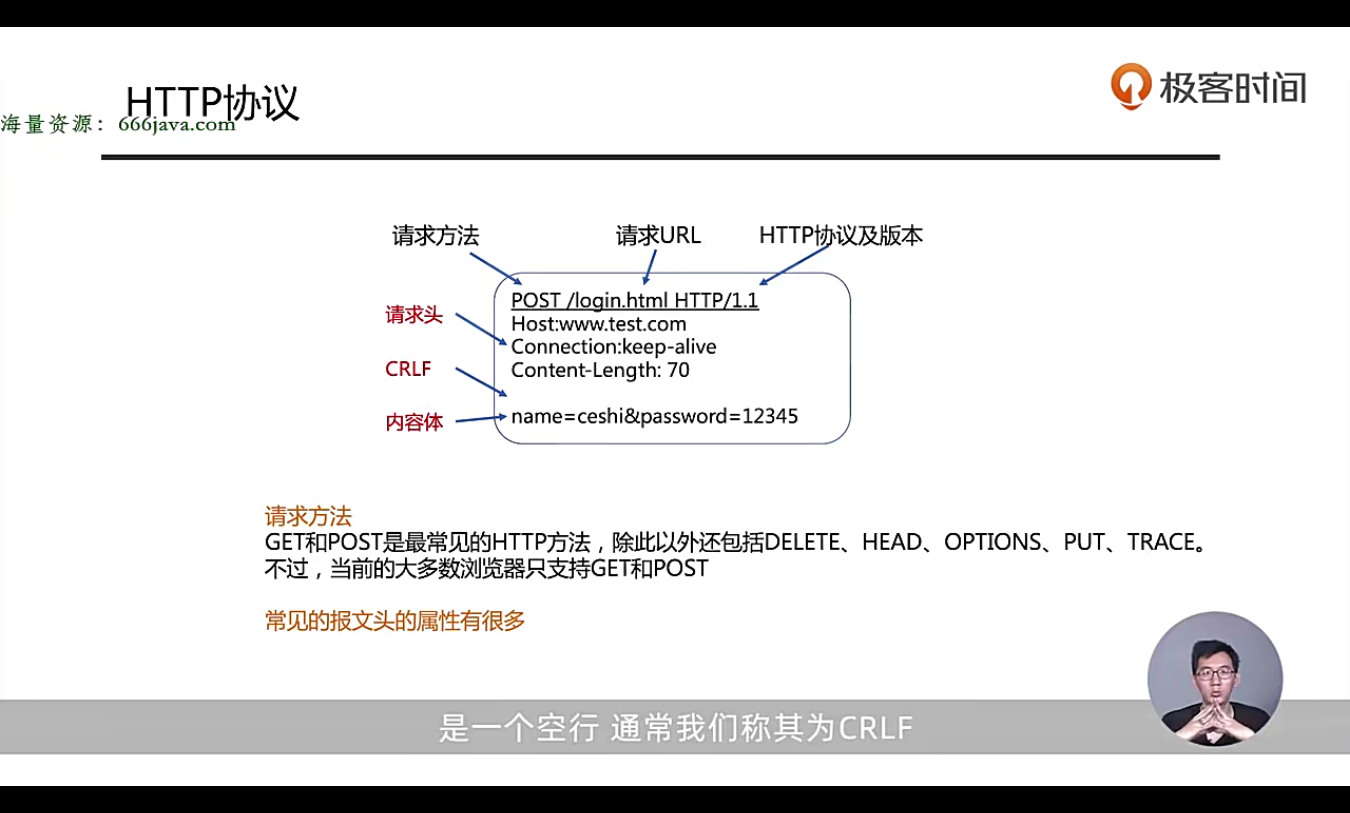 极客时间
HTTP协议
海量资源：666java.com
请求方法 请求URL HTTP协议及版本
POST /login.html HTTP/1.1
请求头
Host:www.test.com
Connection:keep-alive
CRLF
Content-Length: 70
内容体
name=ceshi&password=12345
请求方法
GET和POST是最常见的HTTP方法，除此以外还包括DELETE、HEAD、OPTIONS、PUT、TRACE。
不过，当前的大多数浏览器只支持GET和POST
常见的报文头的属性有很多
是一个空行 通常我们称其为CRLF